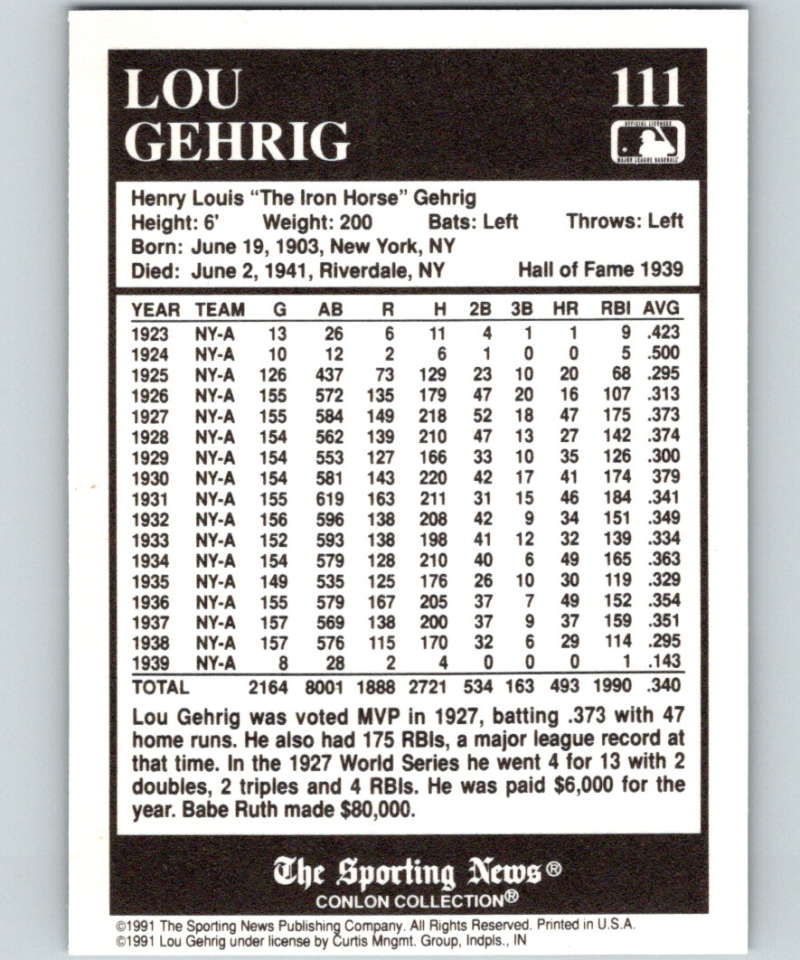 LOU 111
GEHRIG
OFFICIAL LICENSEE
MAJOR LEAGUE BASEBALL
Henry Louis “The Iron Horse” Gehrig
Height: 6' Weight: 200 Bats: Left Throws: Left
Born: June 19, 1903, New York, NY
Died: June 2, 1941, Riverdale, NY Hall of Fame 1939
YEAR TEAM G AB R H 2B 3B HR RBI AVG
1923 NY-A 13 26 6 11 4 1 1 9 .423
1924 NY-A 10 12 2 6 1 0 0 5 .500
1925 NY-A 126 437 73 129 23 10 20 68 .295
1926 NY-A 155 572 135 179 47 20 16 107 .313
1927 NY-A 155 584 149 218 52 18 47 175 .373
1928 NY-A 154 562 139 210 47 13 27 142 .374
1929 NY-A 154 553 127 166 33 10 35 126 .300
1930 NY-A 154 581 143 220 42 17 41 174 379
1931 NY-A 155 619 163 211 31 15 46 184 .341
1932 NY-A 156 596 138 208 42 9 34 151 .349
1933 NY-A 152 593 138 198 41 12 32 139 .334
1934 NY-A 154 579 128 210 40 6 49 165 .363
1935 NY-A 149 535 125 176 26 10 30 119 .329
1936 NY-A 155 579 167 205 37 7 49 152 .354
1937 NY-A 157 569 138 200 37 9 37 159 .351
1938 NY-A 157 576 115 170 32 6 29 114 .295
1939 NY-A 8 28 2 4 0 0 0 1 .143
TOTAL 2164 8001 1888 2721 534 163 493 1990 .340
Lou Gehrig was voted MVP in 1927, batting .373 with 47
home runs. He also had 175 RBIs, a major league record at
that time. In the 1927 World Series he went 4 for 13 with 2
doubles, 2 triples and 4 RBIs. He was paid $6,000 for the
year. Babe Ruth made $80,000.
The Sporting News®
CONLON COLLECTION®
©1991 The Sporting News Publishing Company. All Rights Reserved. Printed in U.S.A.
©1991 Lou Gehrig under license by Curtis Mngmt. Group, Indpls., IN